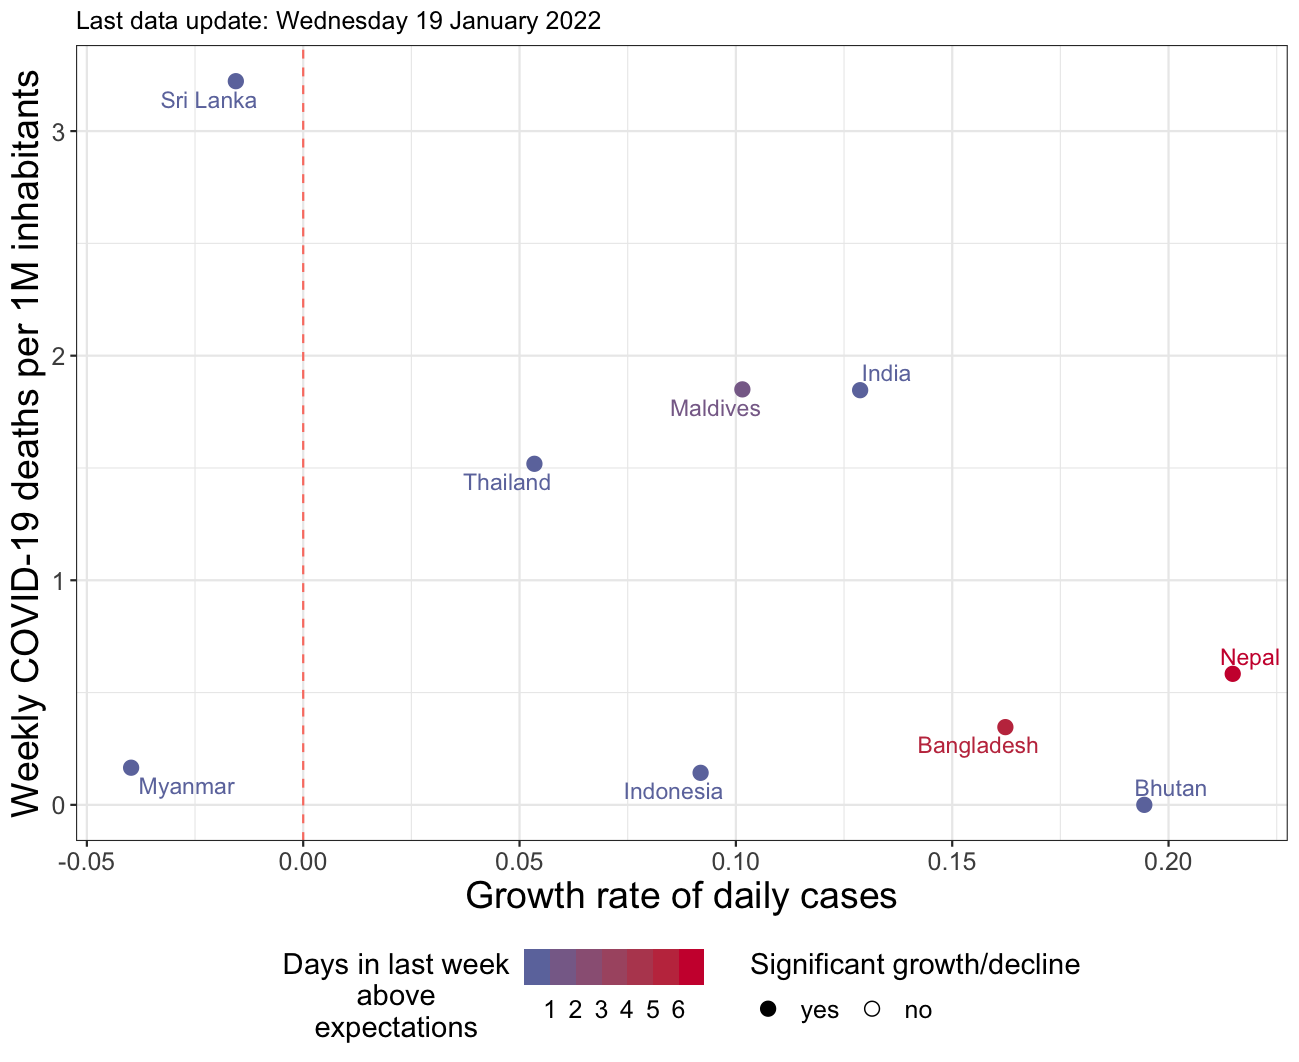 Last data update: Wednesday 19 January 2022
Weekly COVID-19 deaths per 1M inhabitants
3
2
1
0
Sri Lanka
India
Maldives
Thailand
Nepal
Bangladesh
Myanmar
Indonesia
Bhutan
-0.05 0.00 0.05 0.10 0.15 0.20
Growth rate of daily cases
Days in last week
above
expectations
1 2 3 4 5 6
Significant growth/decline
yes no